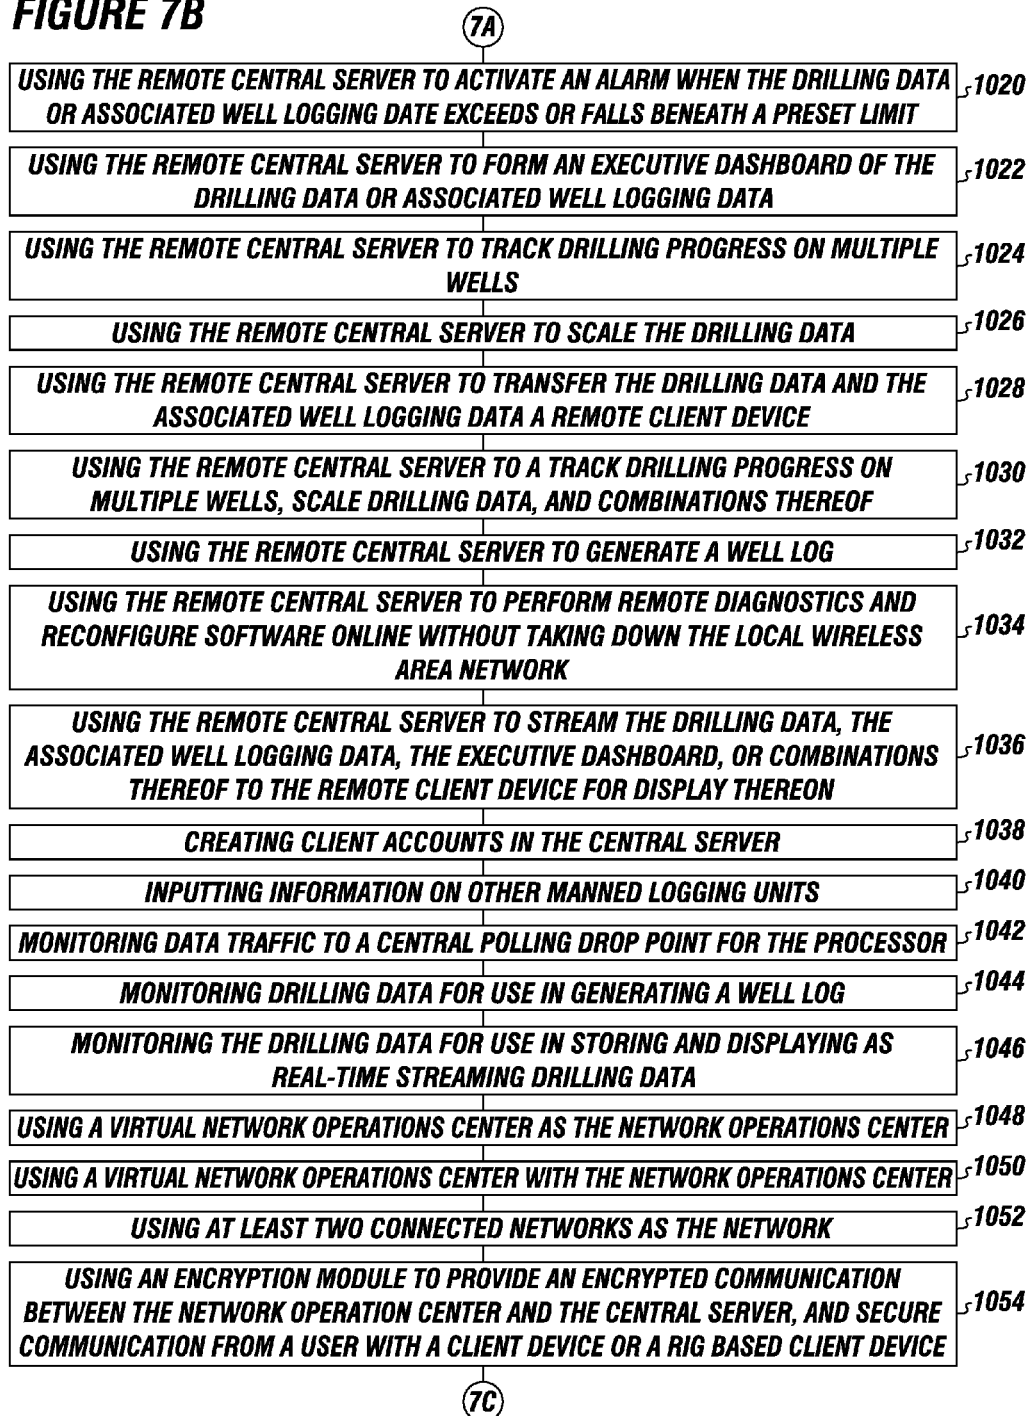 FIGURE 7B
7A
USING THE REMOTE CENTRAL SERVER TO ACTIVATE AN ALARM WHEN THE DRILLING DATA
OR ASSOCIATED WELL LOGGING DATE EXCEEDS OR FALLS BENEATH A PRESET LIMIT
1020
USING THE REMOTE CENTRAL SERVER TO FORM AN EXECUTIVE DASHBOARD OF THE
DRILLING DATA OR ASSOCIATED WELL LOGGING DATA
1022
USING THE REMOTE CENTRAL SERVER TO TRACK DRILLING PROGRESS ON MULTIPLE
WELLS
1024
USING THE REMOTE CENTRAL SERVER TO SCALE THE DRILLING DATA
1026
USING THE REMOTE CENTRAL SERVER TO TRANSFER THE DRILLING DATA AND THE
ASSOCIATED WELL LOGGING DATA A REMOTE CLIENT DEVICE
1028
USING THE REMOTE CENTRAL SERVER TO A TRACK DRILLING PROGRESS ON
MULTIPLE WELLS, SCALE DRILLING DATA, AND COMBINATIONS THEREOF
1030
USING THE REMOTE CENTRAL SERVER TO GENERATE A WELL LOG
1032
USING THE REMOTE CENTRAL SERVER TO PERFORM REMOTE DIAGNOSTICS AND
RECONFIGURE SOFTWARE ONLINE WITHOUT TAKING DOWN THE LOCAL WIRELESS
AREA NETWORK
1034
USING THE REMOTE CENTRAL SERVER TO STREAM THE DRILLING DATA, THE
ASSOCIATED WELL LOGGING DATA, THE EXECUTIVE DASHBOARD, OR COMBINATIONS
THEREOF TO THE REMOTE CLIENT DEVICE FOR DISPLAY THEREON
1036
CREATING CLIENT ACCOUNTS IN THE CENTRAL SERVER
1038
INPUTTING INFORMATION ON OTHER MANNED LOGGING UNITS
1040
MONITORING DATA TRAFFIC TO A CENTRAL POLLING DROP POINT FOR THE PROCESSOR
1042
MONITORING DRILLING DATA FOR USE IN GENERATING A WELL LOG
1044
MONITORING THE DRILLING DATA FOR USE IN STORING AND DISPLAYING AS
REAL-TIME STREAMING DRILLING DATA
1046
USING A VIRTUAL NETWORK OPERATIONS CENTER AS THE NETWORK OPERATIONS CENTER
1048
USING A VIRTUAL NETWORK OPERATIONS CENTER WITH THE NETWORK OPERATIONS CENTER
1050
USING AT LEAST TWO CONNECTED NETWORKS AS THE NETWORK
1052
USING AN ENCRYPTION MODULE TO PROVIDE AN ENCRYPTED COMMUNICATION
BETWEEN THE NETWORK OPERATION CENTER AND THE CENTRAL SERVER, AND SECURE
COMMUNICATION FROM A USER WITH A CLIENT DEVICE OR A RIG BASED CLIENT DEVICE
1054
7C